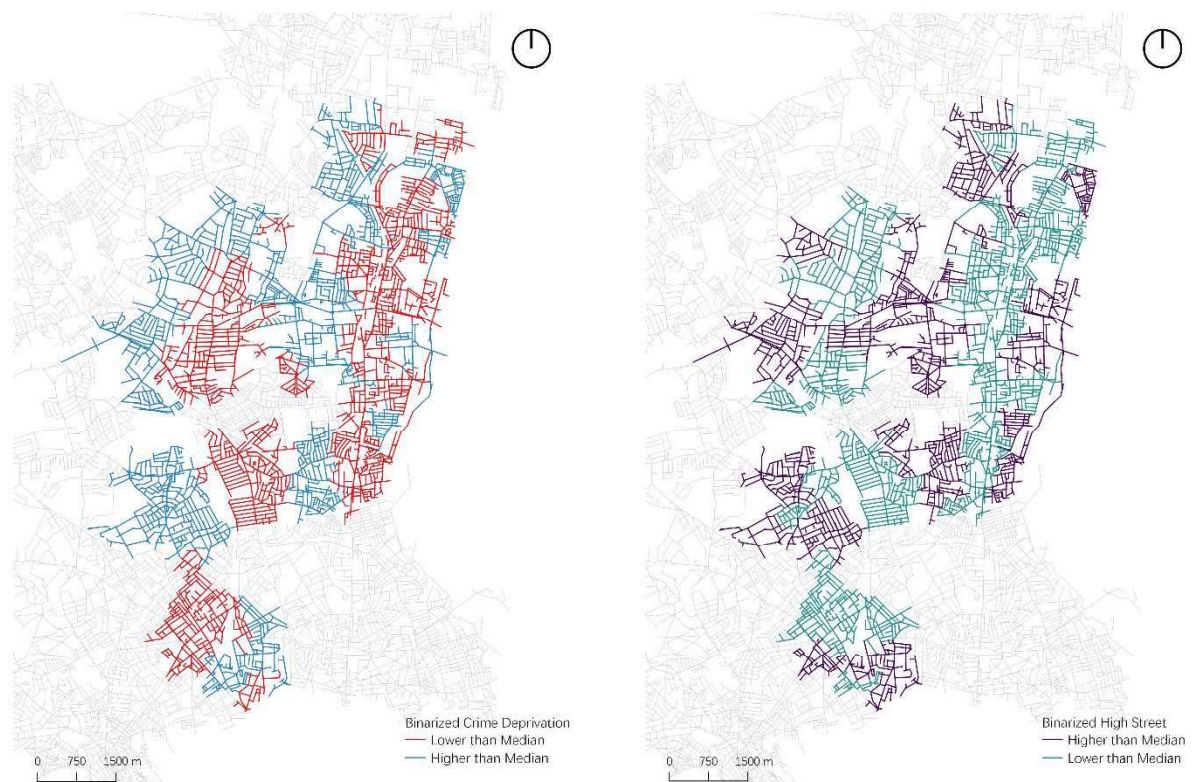 Binarized Crime Deprivation
Lower than Median
Higher than Median
0 750 1500 m
Binarized High Street
Higher than Median
Lower than Median
0 750 1500 m